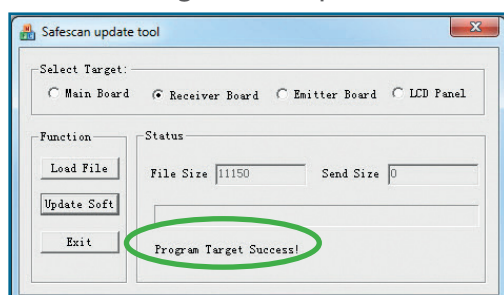 Safescan update tool
Select Target:
Main Board Receiver Board Emitter Board LCD Panel
Function
Status
Load File
File Size 11150 Send Size 0
Update Soft
Exit
Program Target Success!